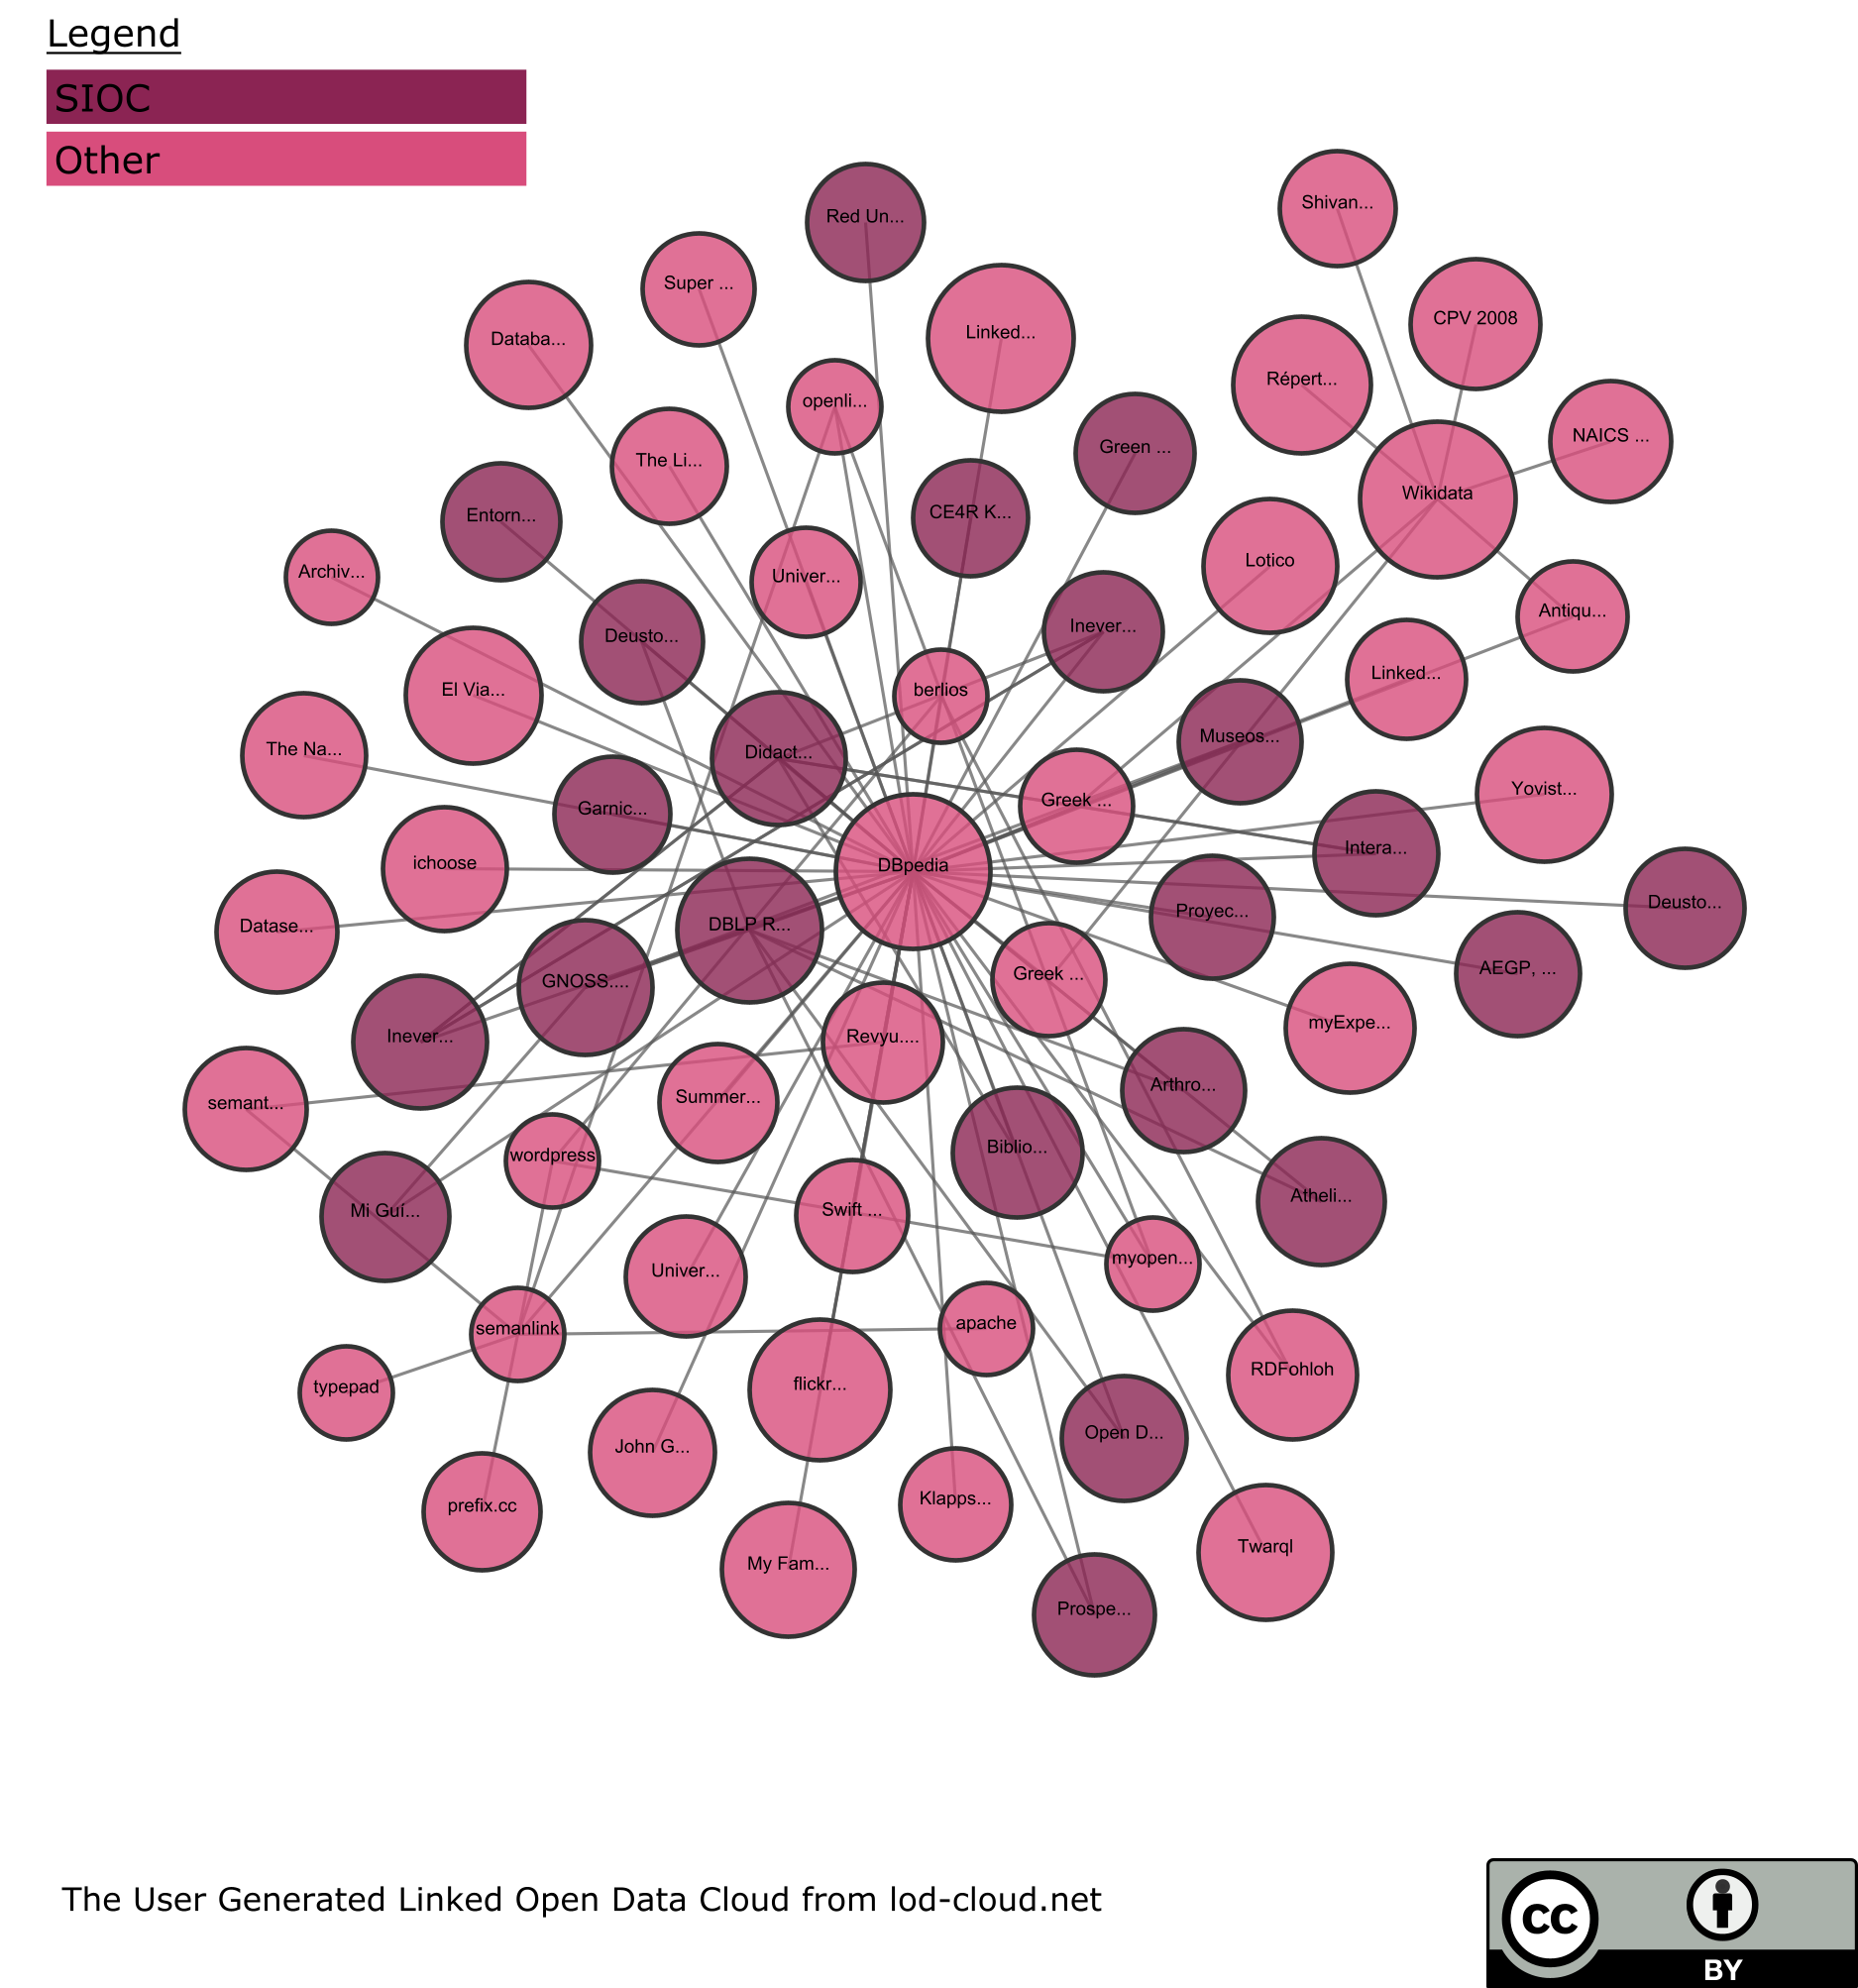 Legend
SIOC
Other
Red Un...
Shivan...
Super ...
CPV 2008
Databa...
Linked...
Répert...
openli...
NAICS ...
Green ...
The Li...
Wikidata
Entorn...
CE4R K...
Lotico
Archiv...
Univer...
Antiqu...
Deusto...
Inever...
Linked...
El Via...
berlios
Museos...
The Na...
Didact...
Yovist...
Greek ...
Garnic...
Intera...
ichoose
DBpedia
Deusto...
Proyec...
Datase...
DBLP R...
AEGP, ...
GNOSS....
Greek ...
myExpe...
Inever...
Revyu....
Arthro...
semant...
Summer...
Biblio...
wordpress
Atheli...
Mi Guí...
Swift ...
myopen...
Univer...
semanlink
apache
RDFohloh
typepad
flickr...
Open D...
John G...
prefix.cc
Klapps...
Twarql
My Fam...
Prospe...
The User Generated Linked Open Data Cloud from lod-cloud.net
cc
BY